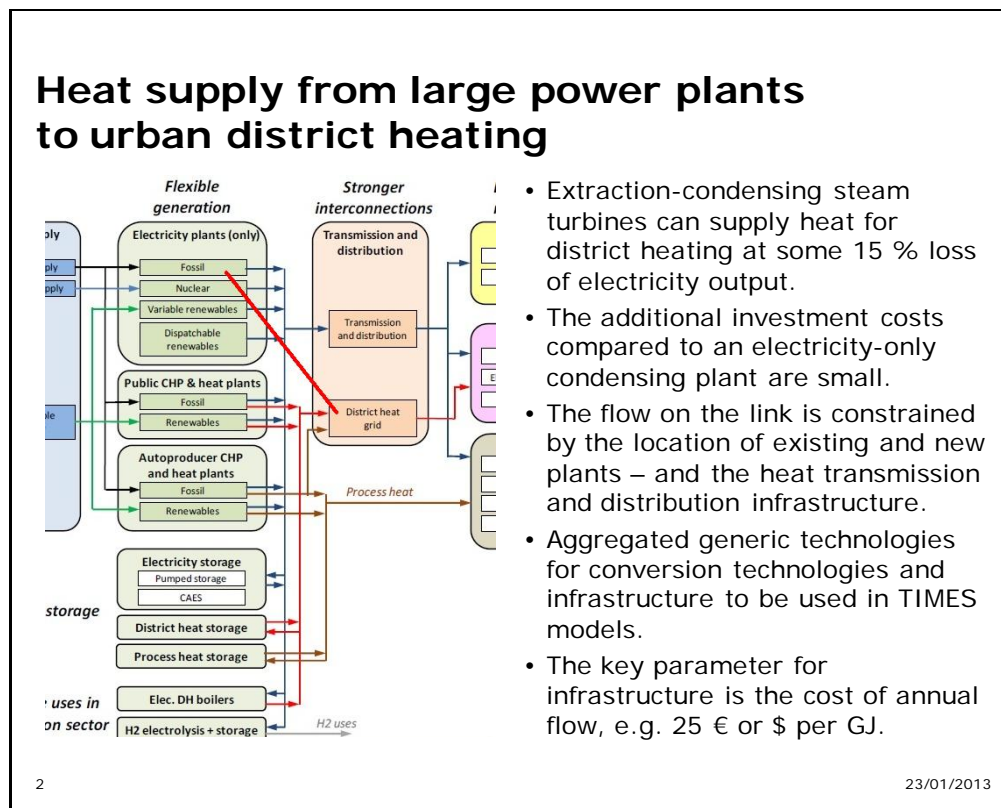 Heat supply from large power plants
to urban district heating
Flexible
generation
Stronger
interconnections
Electricity plants (only)
Fossil
Nuclear
Variable renewables
Dispatchable
renewables
Public CHP & heat plants
Fossil
Renewables
Autoproducer CHP
and heat plants
Fossil
Renewables
Electricity storage
Pumped storage
CAES
storage
District heat storage
Process heat storage
Elec. DH boilers
uses in
on sector
H2 electrolysis + storage
H2 uses
Transmission and
distribution
Transmission
and distribution
District heat
grid
Process heat
• Extraction-condensing steam
turbines can supply heat for
district heating at some 15 % loss
of electricity output.
• The additional investment costs
compared to an electricity-only
condensing plant are small.
• The flow on the link is constrained
by the location of existing and new
plants – and the heat transmission
and distribution infrastructure.
• Aggregated generic technologies
for conversion technologies and
infrastructure to be used in TIMES
models.
• The key parameter for
infrastructure is the cost of annual
flow, e.g. 25 € or $ per GJ.
2
23/01/2013